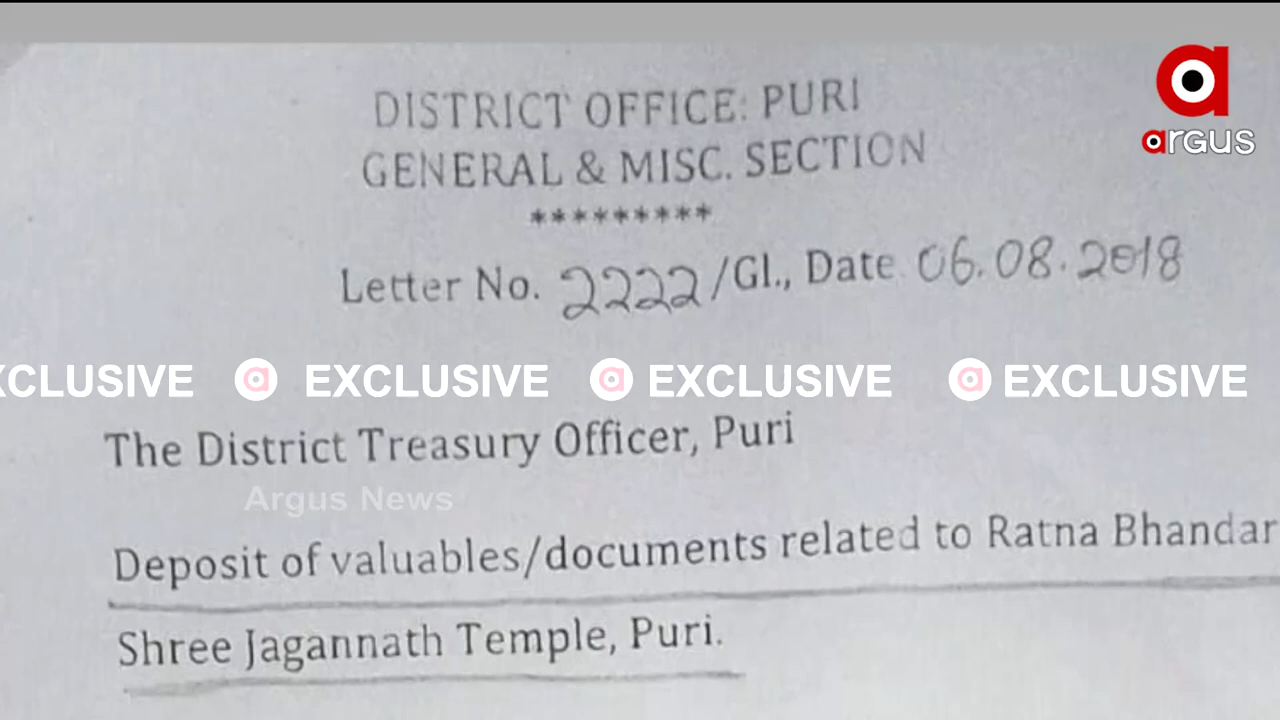 DISTRICT OFFICE: PURI
GENERAL & MISC. SECTION
*********
Letter No. 2222/Gl., Date 06.08.2018
The District Treasury Officer, Puri
Deposit of valuables/documents related to Ratna Bhandar
Shree Jagannath Temple, Puri.
a
argus
XCLUSIVE a EXCLUSIVE a EXCLUSIVE a EXCLUSIVE
Argus News